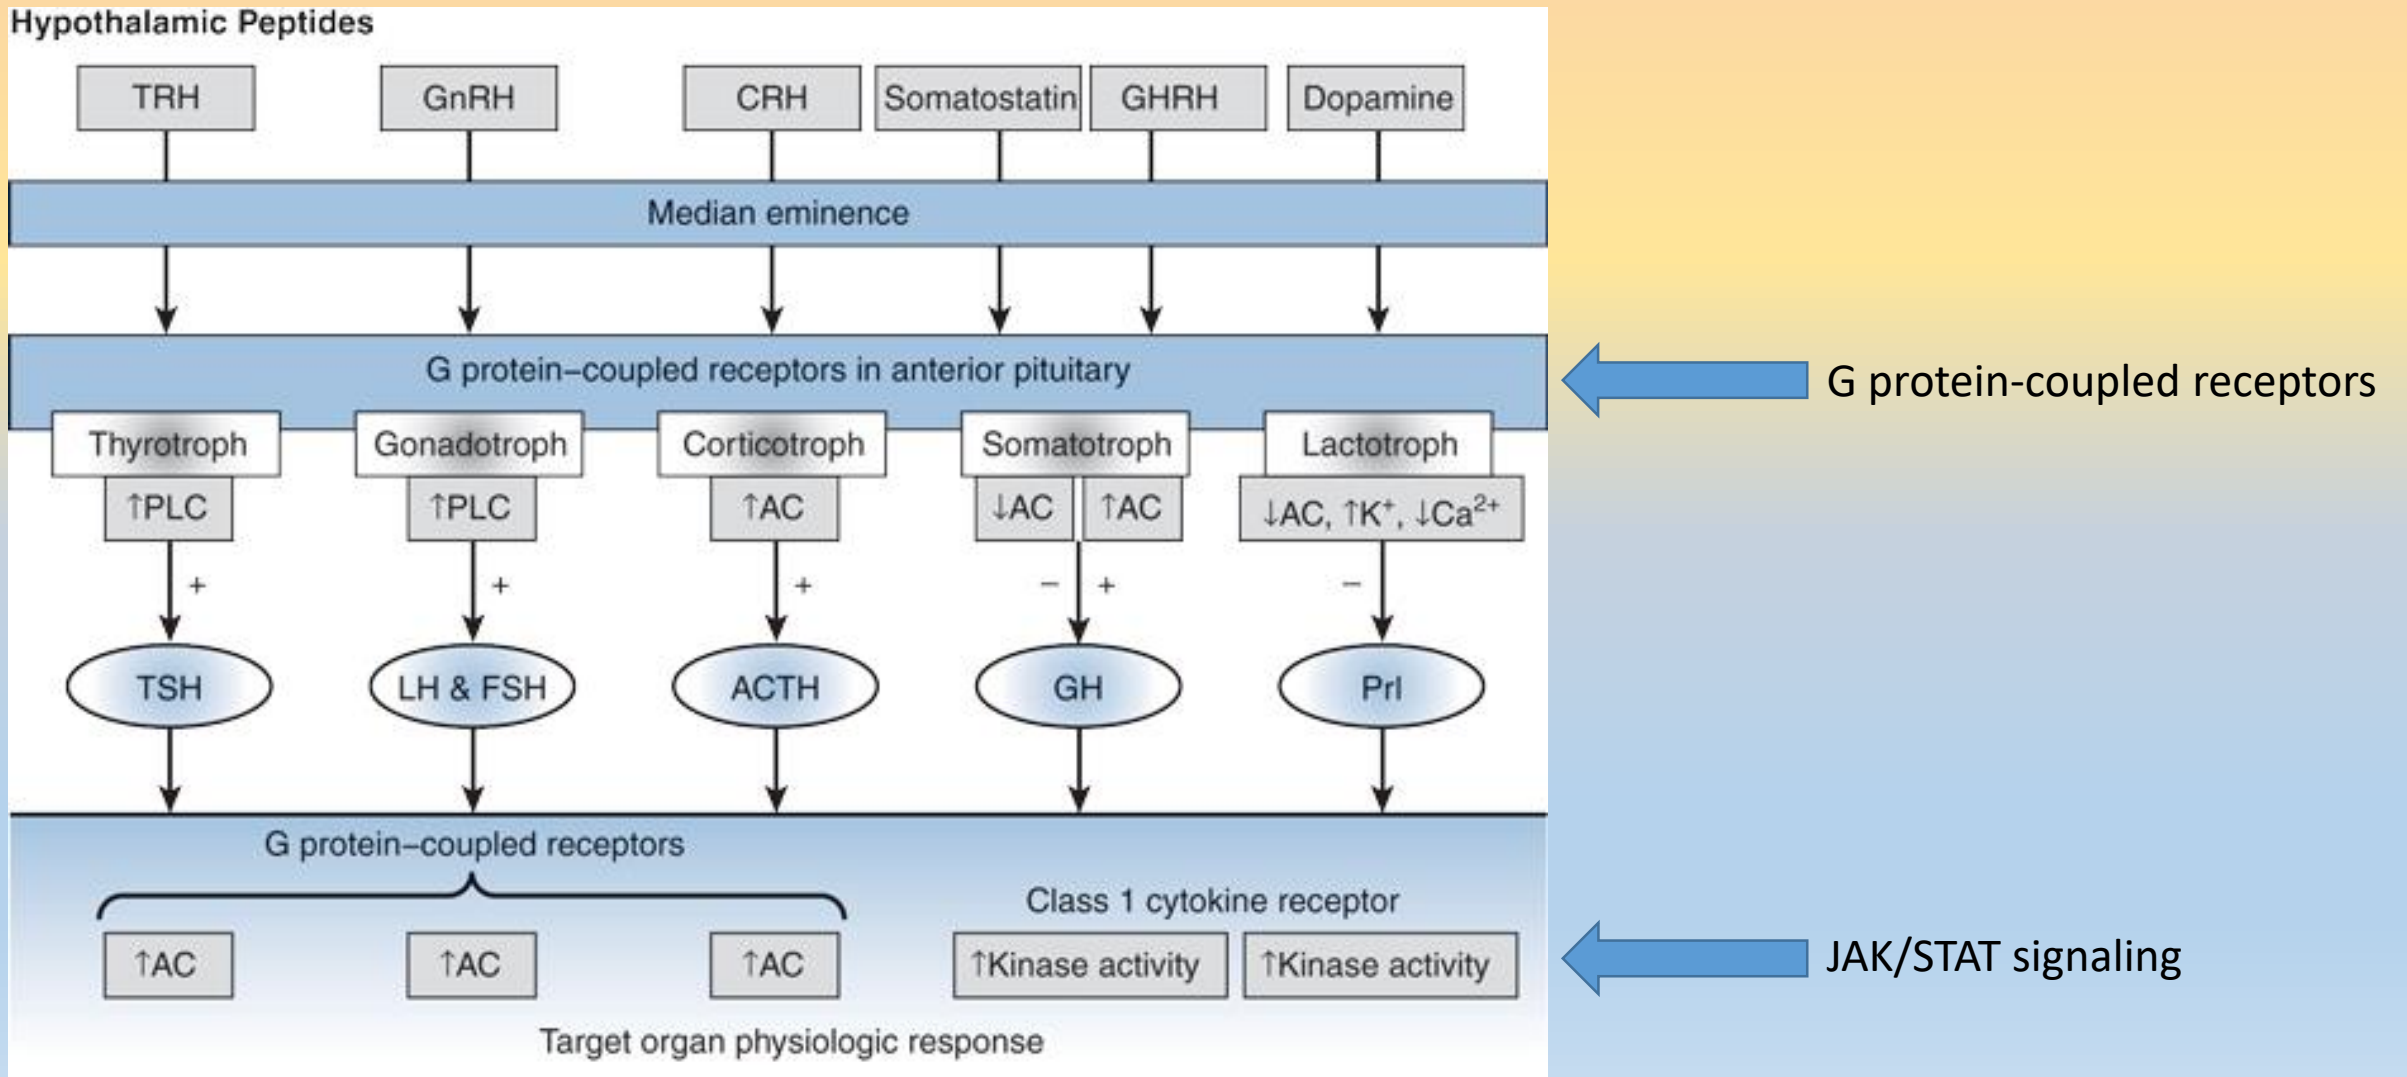 Hypothalamic Peptides
TRH
GnRH
CRH
Somatostatin
GHRH
Dopamine
Median eminence
G protein–coupled receptors in anterior pituitary
G protein-coupled receptors
Thyrotroph
Gonadotroph
Corticotroph
Somatotroph
Lactotroph
↑PLC
↑PLC
↑AC
↓AC
↑AC
↓AC, ↑K⁺, ↓Ca²⁺
+
+
+
−
+
−
TSH
LH & FSH
ACTH
GH
Prl
G protein–coupled receptors
Class 1 cytokine receptor
↑AC
↑AC
↑AC
↑Kinase activity
↑Kinase activity
JAK/STAT signaling
Target organ physiologic response